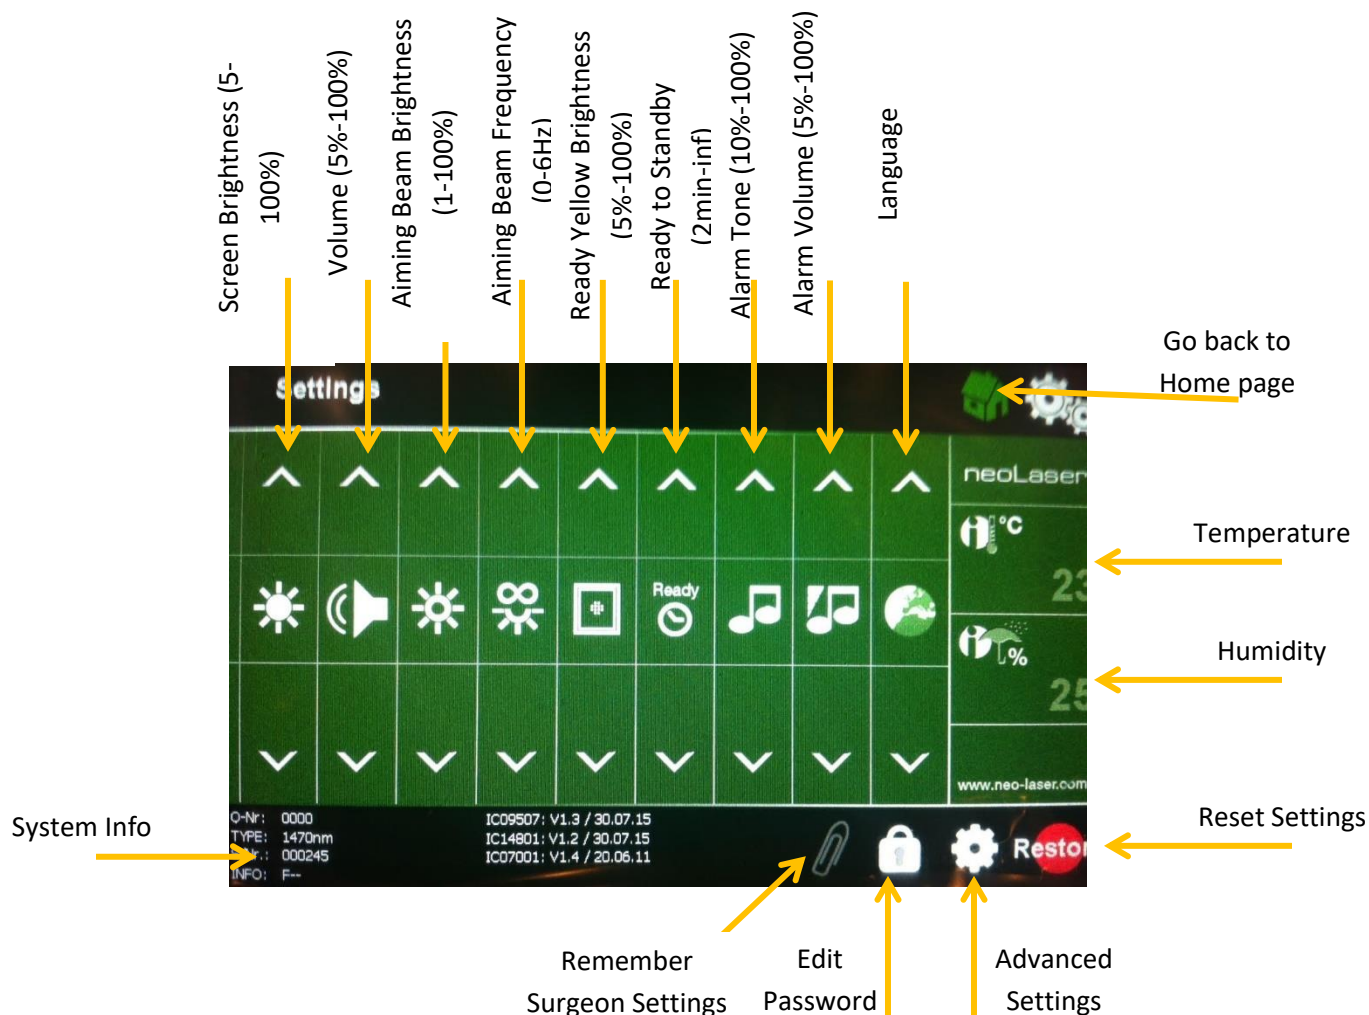 Screen Brightness (5-
100%)
Volume (5%-100%)
Aiming Beam Brightness
(1-100%)
Aiming Beam Frequency
(0-6Hz)
Ready Yellow Brightness
(5%-100%)
Ready to Standby
(2min-inf)
Alarm Tone (10%-100%)
Alarm Volume (5%-100%)
Language
Go back to
Home page
Settings
neoLaser
°C
Temperature
23
Ready
%
Humidity
25
www.neo-laser.com
System Info
O-Nr: 0000
TYPE: 1470nm
Nr.: 000245
INFO: F--
IC09507: V1.3 / 30.07.15
IC14801: V1.2 / 30.07.15
IC07001: V1.4 / 20.06.11
Restor
Reset Settings
Remember
Surgeon Settings
Edit
Password
Advanced
Settings